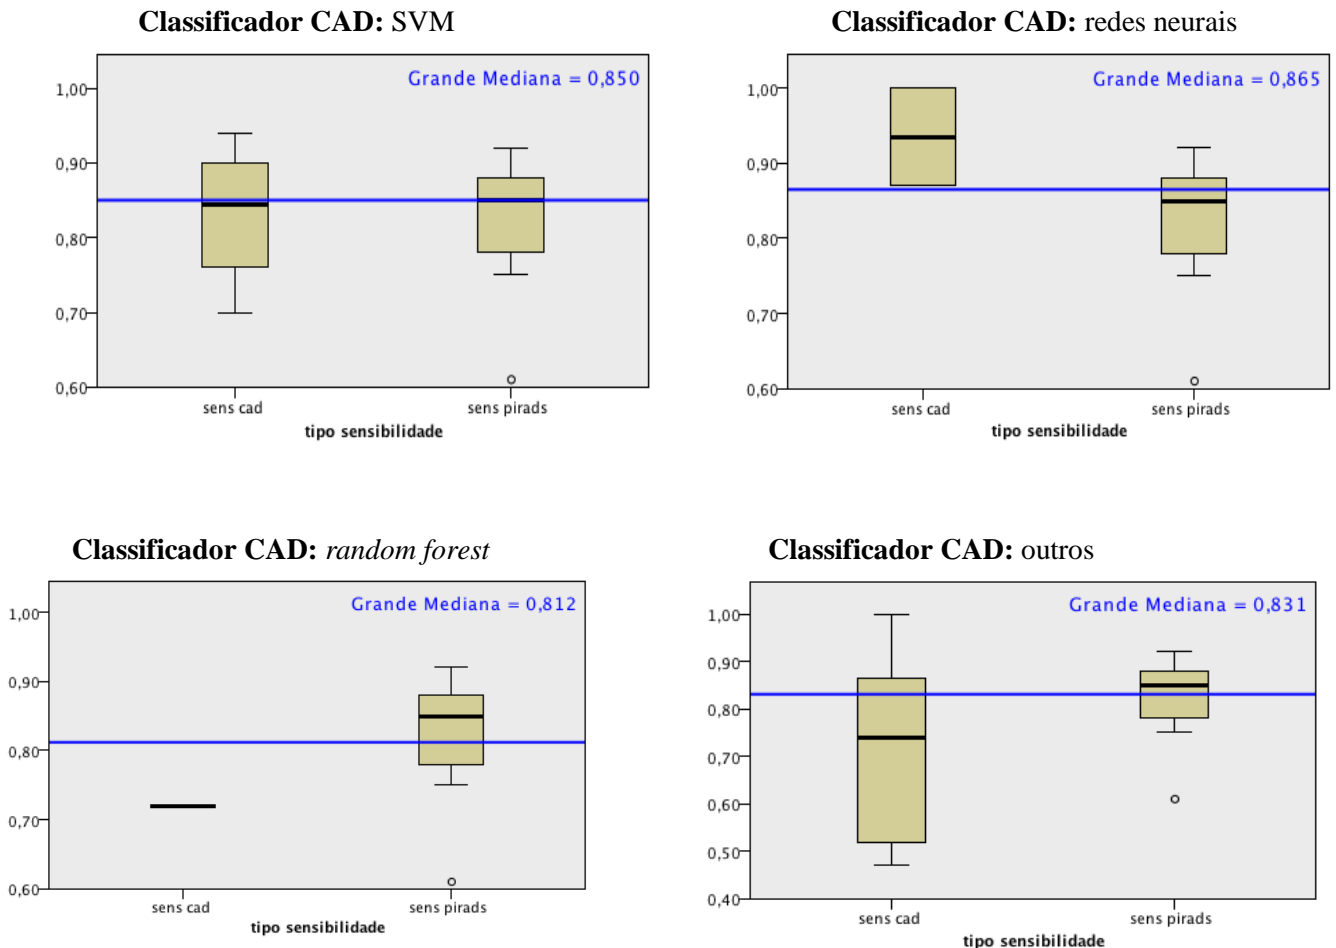 Classificador CAD: SVM
Grande Mediana = 0,850
1,00
0,90
0,80
0,70
0,60
sens cad
sens pirads
tipo sensibilidade
Classificador CAD: redes neurais
Grande Mediana = 0,865
1,00
0,90
0,80
0,70
0,60
sens cad
sens pirads
tipo sensibilidade
Classificador CAD: random forest
Grande Mediana = 0,812
1,00
0,90
0,80
0,70
0,60
sens cad
sens pirads
tipo sensibilidade
Classificador CAD: outros
Grande Mediana = 0,831
1,00
0,90
0,80
0,70
0,60
0,50
0,40
sens cad
sens pirads
tipo sensibilidade